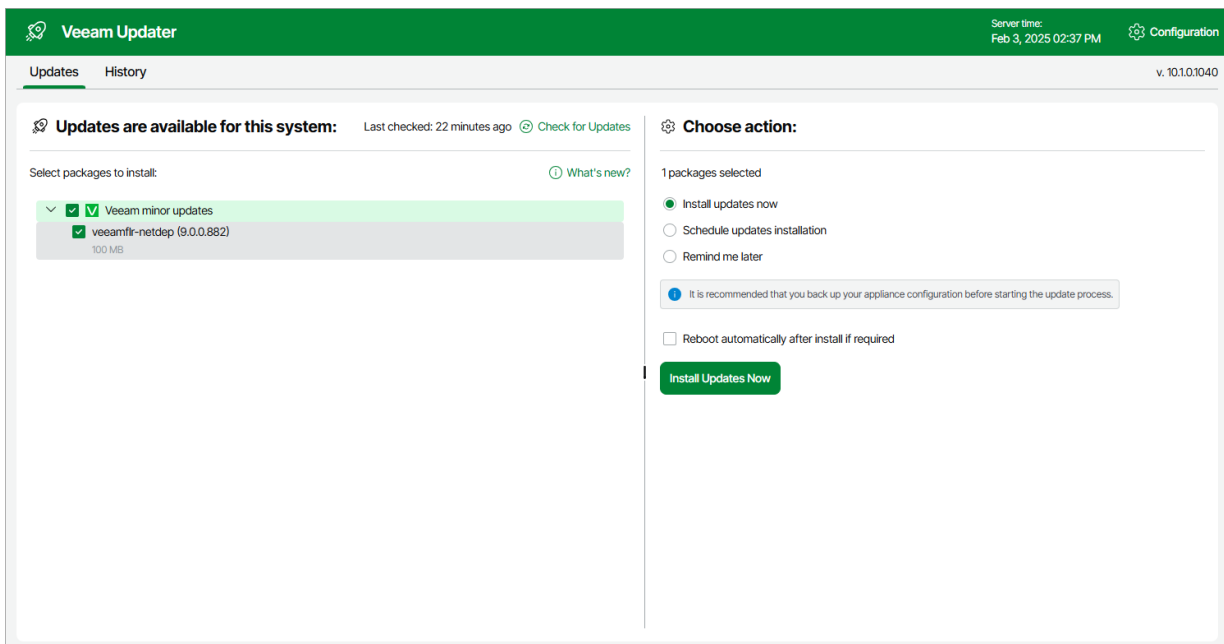 Veeam Updater
Server time:
Feb 3, 2025 02:37 PM
Configuration
Updates
History
v. 10.1.0.1040
Updates are available for this system:
Last checked: 22 minutes ago
Check for Updates
Select packages to install:
What's new?
Veeam minor updates
veeamflr-netdep (9.0.0.882)
100 MB
Choose action:
1 packages selected
Install updates now
Schedule updates installation
Remind me later
It is recommended that you back up your appliance configuration before starting the update process.
Reboot automatically after install if required
Install Updates Now